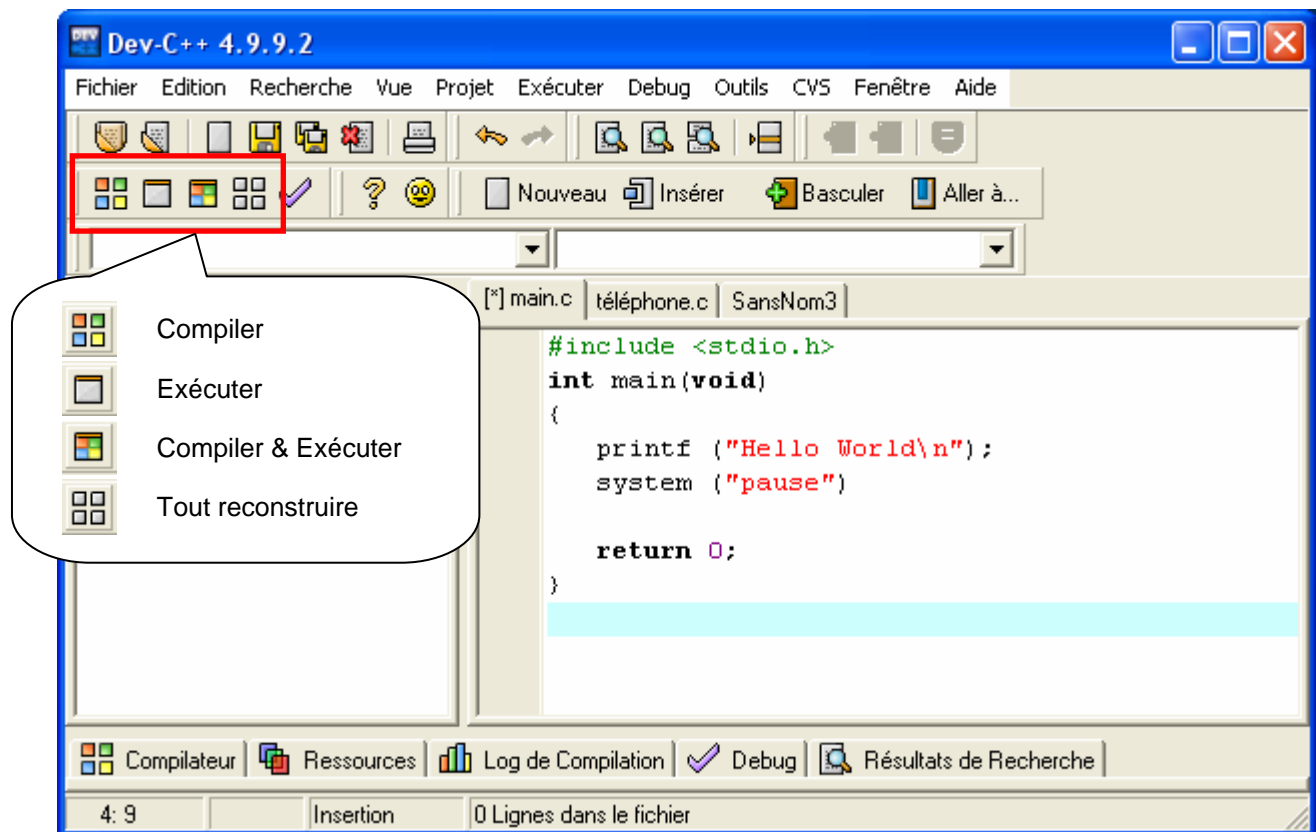 Dev-C++ 4.9.9.2
Fichier Edition Recherche Vue Projet Exécuter Debug Outils CVS Fenêtre Aide
Nouveau Insérer Basculer Aller à...
[*] main.c téléphone.c SansNom3
Compiler
Exécuter
Compiler & Exécuter
Tout reconstruire
#include <stdio.h>
int main(void)
{
printf ("Hello World\n");
system ("pause")
return 0;
}
Compilateur Ressources Log de Compilation Debug Résultats de Recherche
4: 9 Insertion 0 Lignes dans le fichier